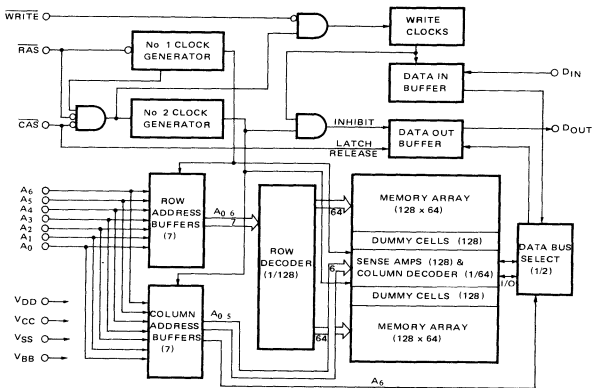 WRITE
WRITE
CLOCKS
RAS
No 1 CLOCK
GENERATOR
DATA IN
BUFFER
DIN
CAS
No 2 CLOCK
GENERATOR
INHIBIT
DATA OUT
BUFFER
DOUT
LATCH
RELEASE
A6
A5
A4
A3
A2
A1
A0
ROW
ADDRESS
BUFFERS
(7)
A0 6
7
ROW
DECODER
(1/128)
64
MEMORY ARRAY
(128 x 64)
DUMMY CELLS (128)
6
SENSE AMPS (128) &
COLUMN DECODER (1/64)
DUMMY CELLS (128)
64
MEMORY ARRAY
(128 x 64)
I/O
DATA BUS
SELECT
(1/2)
VDD
VCC
VSS
VBB
COLUMN
ADDRESS
BUFFERS
(7)
A0 5
A6